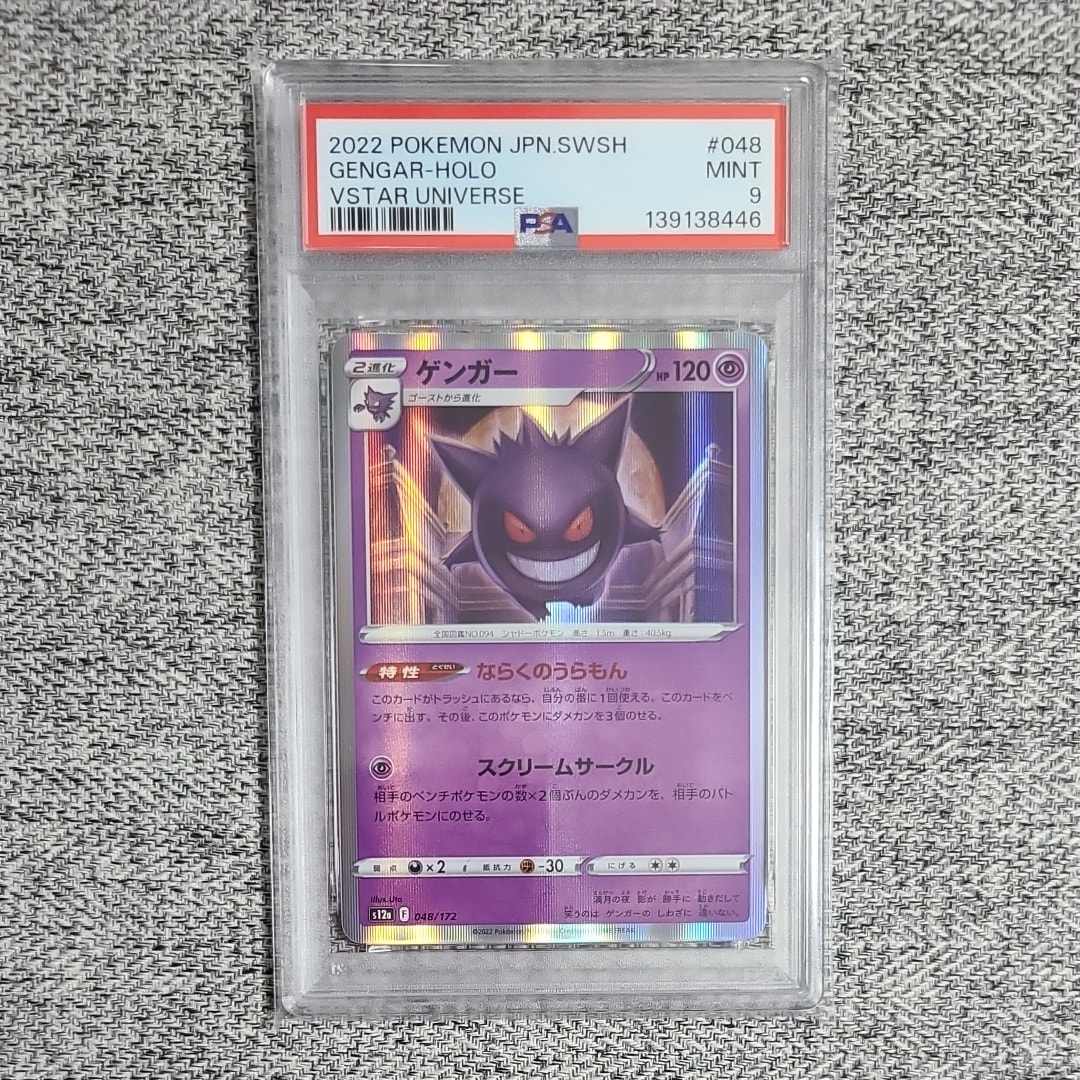 2022 POKEMON JPN.SWSH #048
GENGAR-HOLO MINT
VSTAR UNIVERSE 9
PSA 139138446
2進化 ゲンガー HP 120
ゴーストから進化
全国図鑑NO.094 シャドーポケモン 高さ:1.5m 重さ:40.5kg
特性 とくせい ならくのうらもん
このカードがトラッシュにあるなら、自分の番に1回使える。このカードをベ
ンチに出す。その後、このポケモンにダメカンを3個のせる。
スクリームサークル
相手のベンチポケモンの数×2個ぶんのダメカンを、相手のバト
ルポケモンにのせる。
弱点 ×2 抵抗力 -30 にげる
Illus. Uta
満月の夜 影が 勝手に 動きだして
笑うのは ゲンガーの しわざに 違いない。
s12a F 048/172
©2022 Pokémon